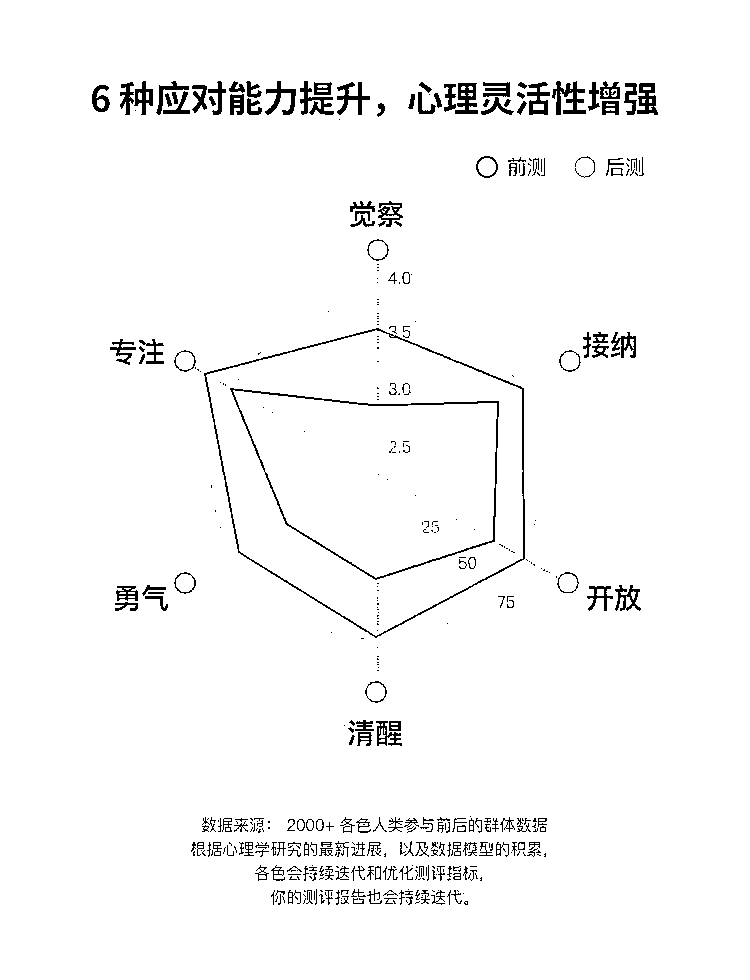 6 种应对能力提升，心理灵活性增强
前测 后测
觉察
4.0
专注
3.5
接纳
3.0
2.5
25
50
勇气
75
开放
清醒
数据来源： 2000+ 各色人类参与前后的群体数据
根据心理学研究的最新进展，以及数据模型的积累，
各色会持续迭代和优化测评指标，
你的测评报告也会持续迭代。